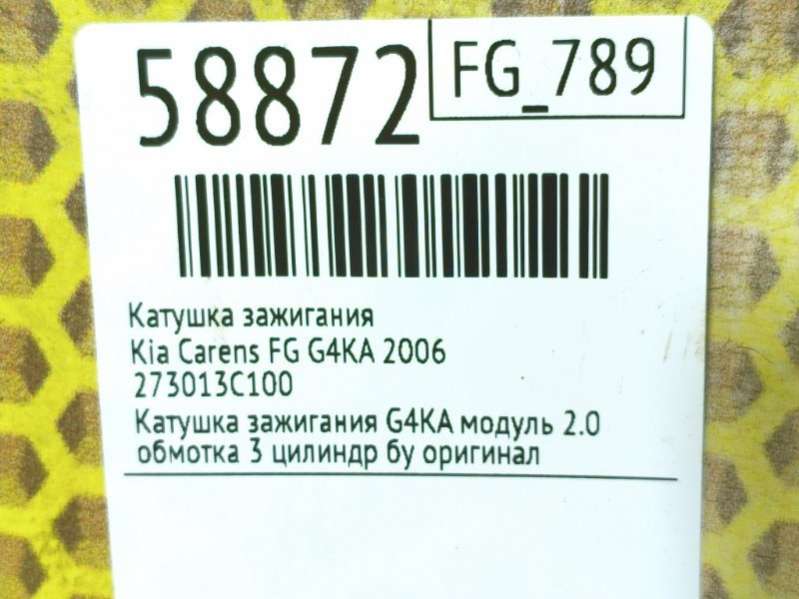 58872
FG_789
Катушка зажигания
Kia Carens FG G4KA 2006
273013C100
Катушка зажигания G4KA модуль 2.0
обмотка 3 цилиндр бу оригинал